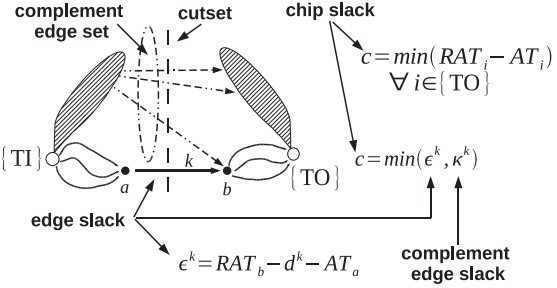 complement
edge set
cutset
chip slack
c=min(RAT_i−AT_i)
∀ i∈{TO}
{TI}
a
k
b
{TO}
c=min(ϵ^k,κ^k)
edge slack
ϵ^k=RAT_b−d^k−AT_a
complement
edge slack